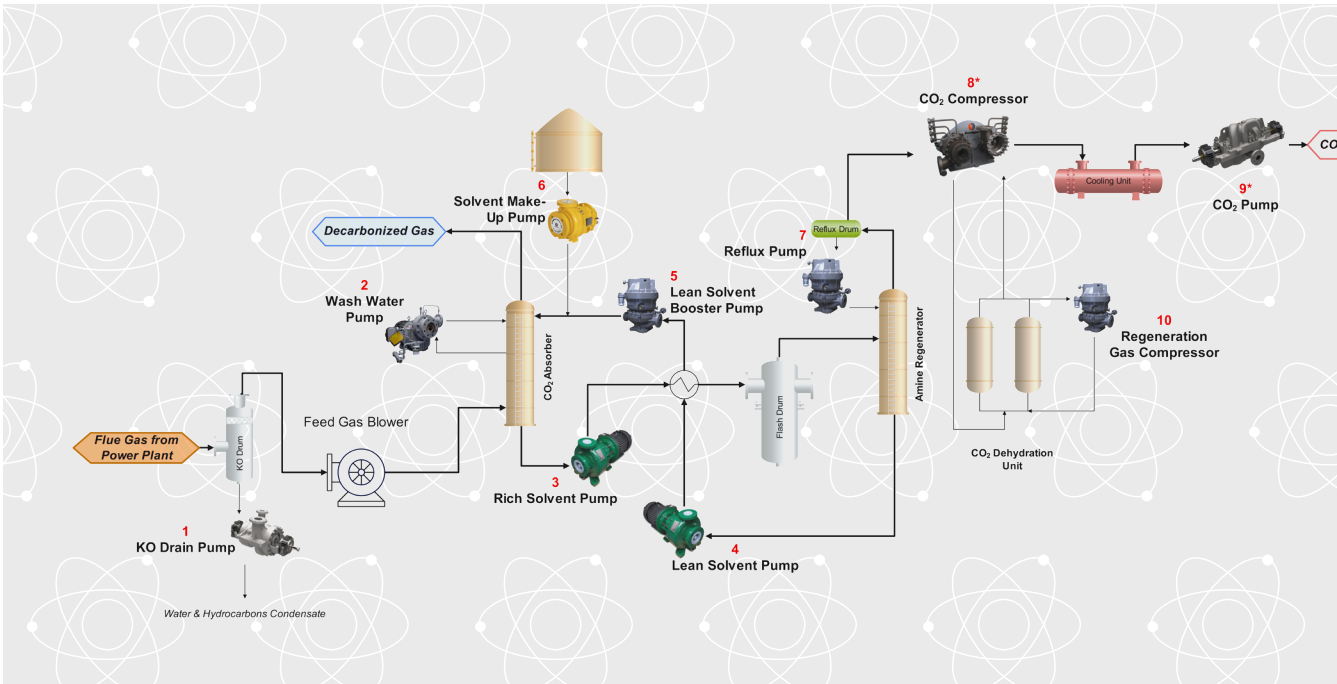 8*
CO₂ Compressor
Cooling Unit
9*
CO₂ Pump
CO
6
Solvent Make-
Up Pump
Decarbonized Gas
7
Reflux Drum
Reflux Pump
5
Lean Solvent
Booster Pump
2
Wash Water
Pump
CO₂ Absorber
Amine Regenerator
10
Regeneration
Gas Compressor
CO₂ Dehydration
Unit
Flash Drum
Feed Gas Blower
Flue Gas from
Power Plant
KO Drum
3
Rich Solvent Pump
4
Lean Solvent Pump
1
KO Drain Pump
Water & Hydrocarbons Condensate